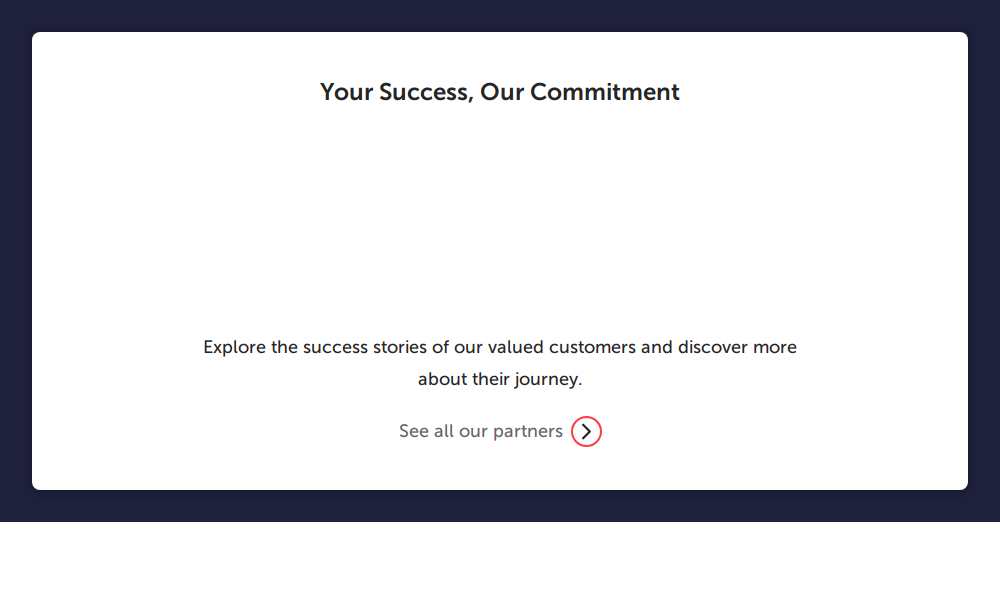 Your Success, Our Commitment
Explore the success stories of our valued customers and discover more
about their journey.
See all our partners